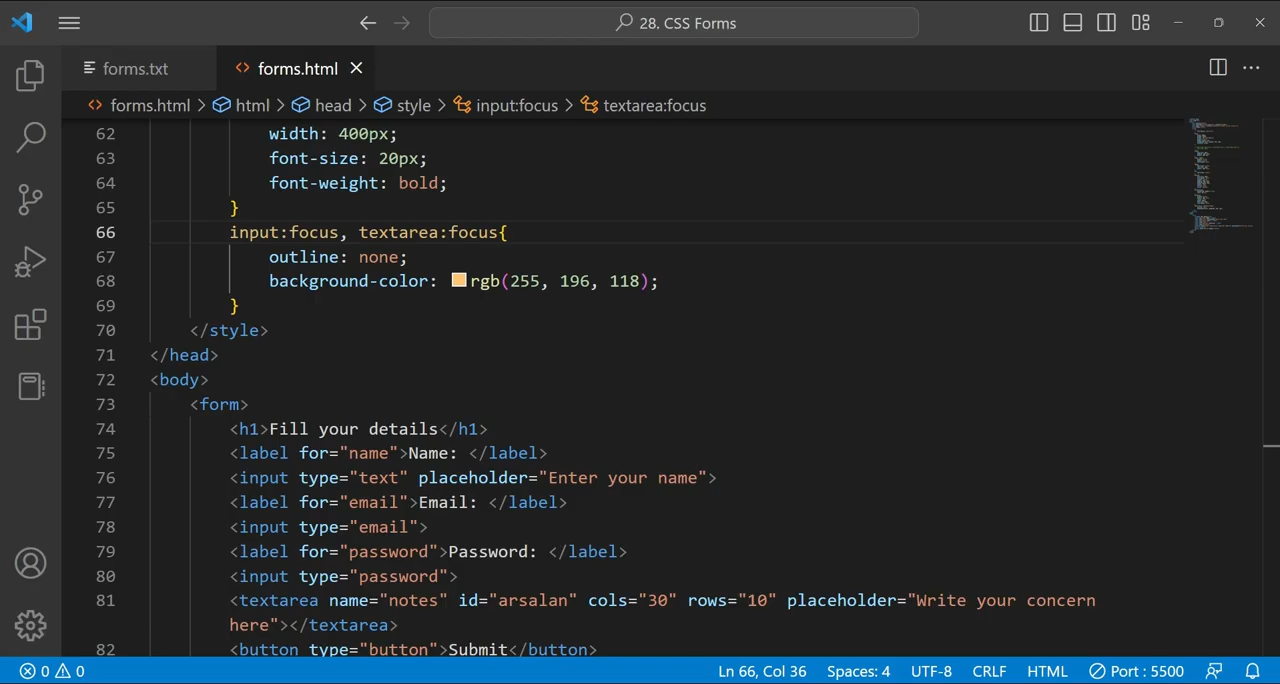 28. CSS Forms
forms.txt
forms.html
forms.html > html > head > style > input:focus > textarea:focus
62 width: 400px;
63 font-size: 20px;
64 font-weight: bold;
65 }
66 input:focus, textarea:focus{
67 outline: none;
68 background-color: rgb(255, 196, 118);
69 }
70 </style>
71 </head>
72 <body>
73 <form>
74 <h1>Fill your details</h1>
75 <label for="name">Name: </label>
76 <input type="text" placeholder="Enter your name">
77 <label for="email">Email: </label>
78 <input type="email">
79 <label for="password">Password: </label>
80 <input type="password">
81 <textarea name="notes" id="arsalan" cols="30" rows="10" placeholder="Write your concern
here"></textarea>
82 <button type="button">Submit</button>
0 0 Ln 66, Col 36 Spaces: 4 UTF-8 CRLF HTML Port : 5500